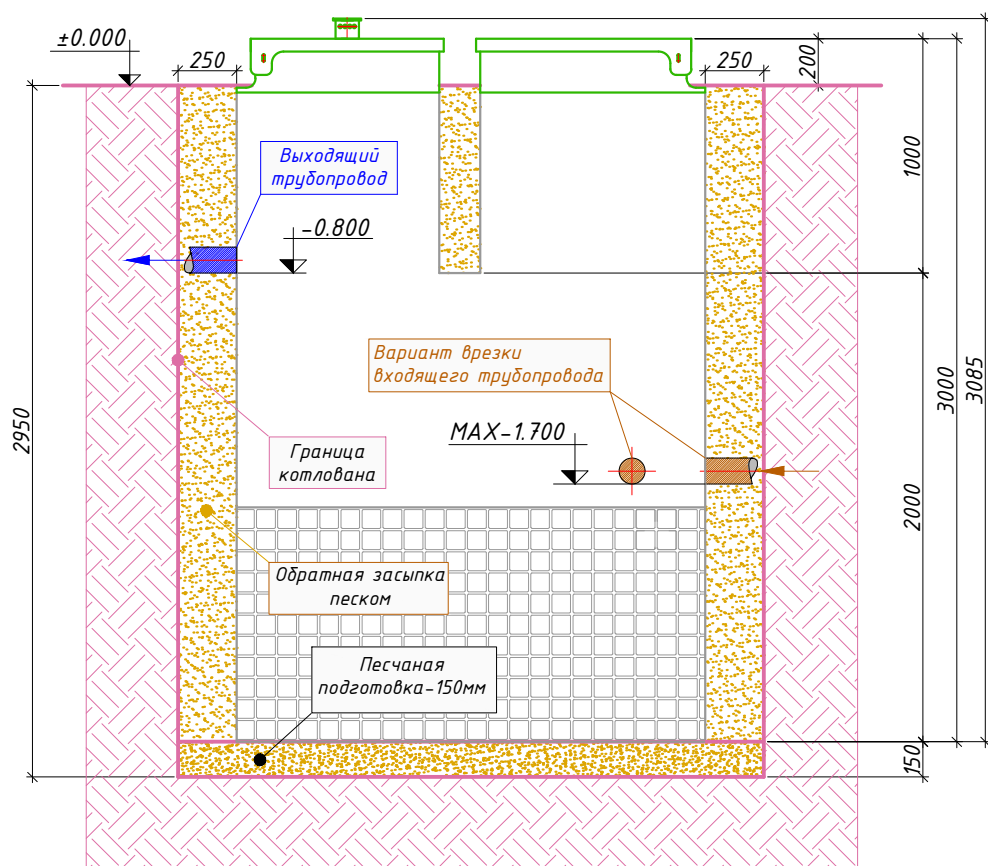 ±0.000
250
250
200
1000
Выходящий
трубопровод
-0.800
Вариант врезки
входящего трубопровода
3000
3085
2950
MAX-1.700
Граница
котлована
2000
Обратная засыпка
песком
Песчаная
подготовка-150мм
150